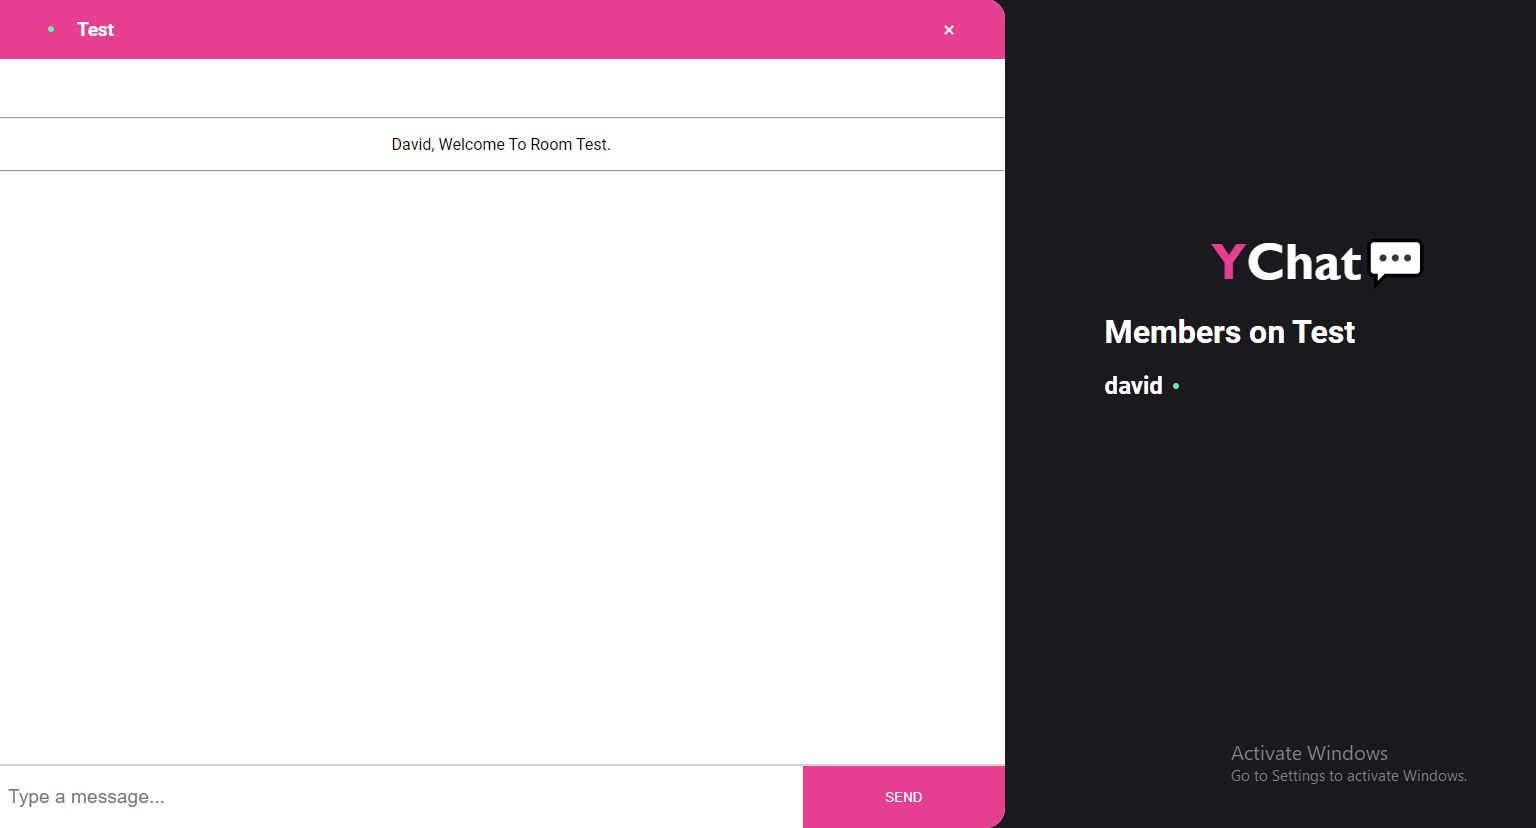 Test
×
David, Welcome To Room Test.
Type a message...
SEND
YChat
Members on Test
david
Activate Windows
Go to Settings to activate Windows.